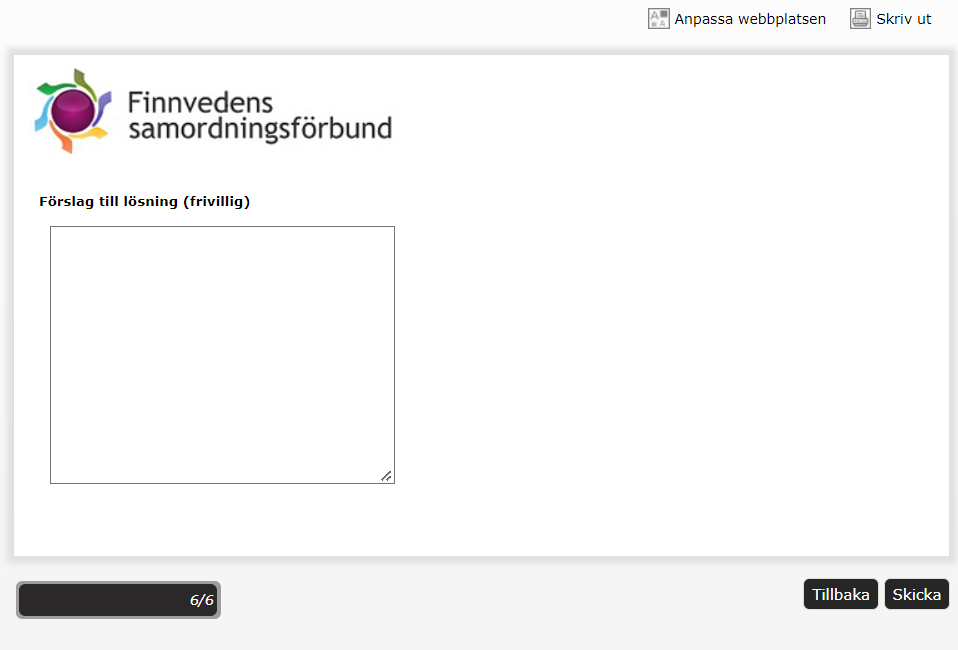 Anpassa webbplatsen
Skriv ut
Finnvedens
samordningsförbund
Förslag till lösning (frivillig)
6/6
Tillbaka
Skicka